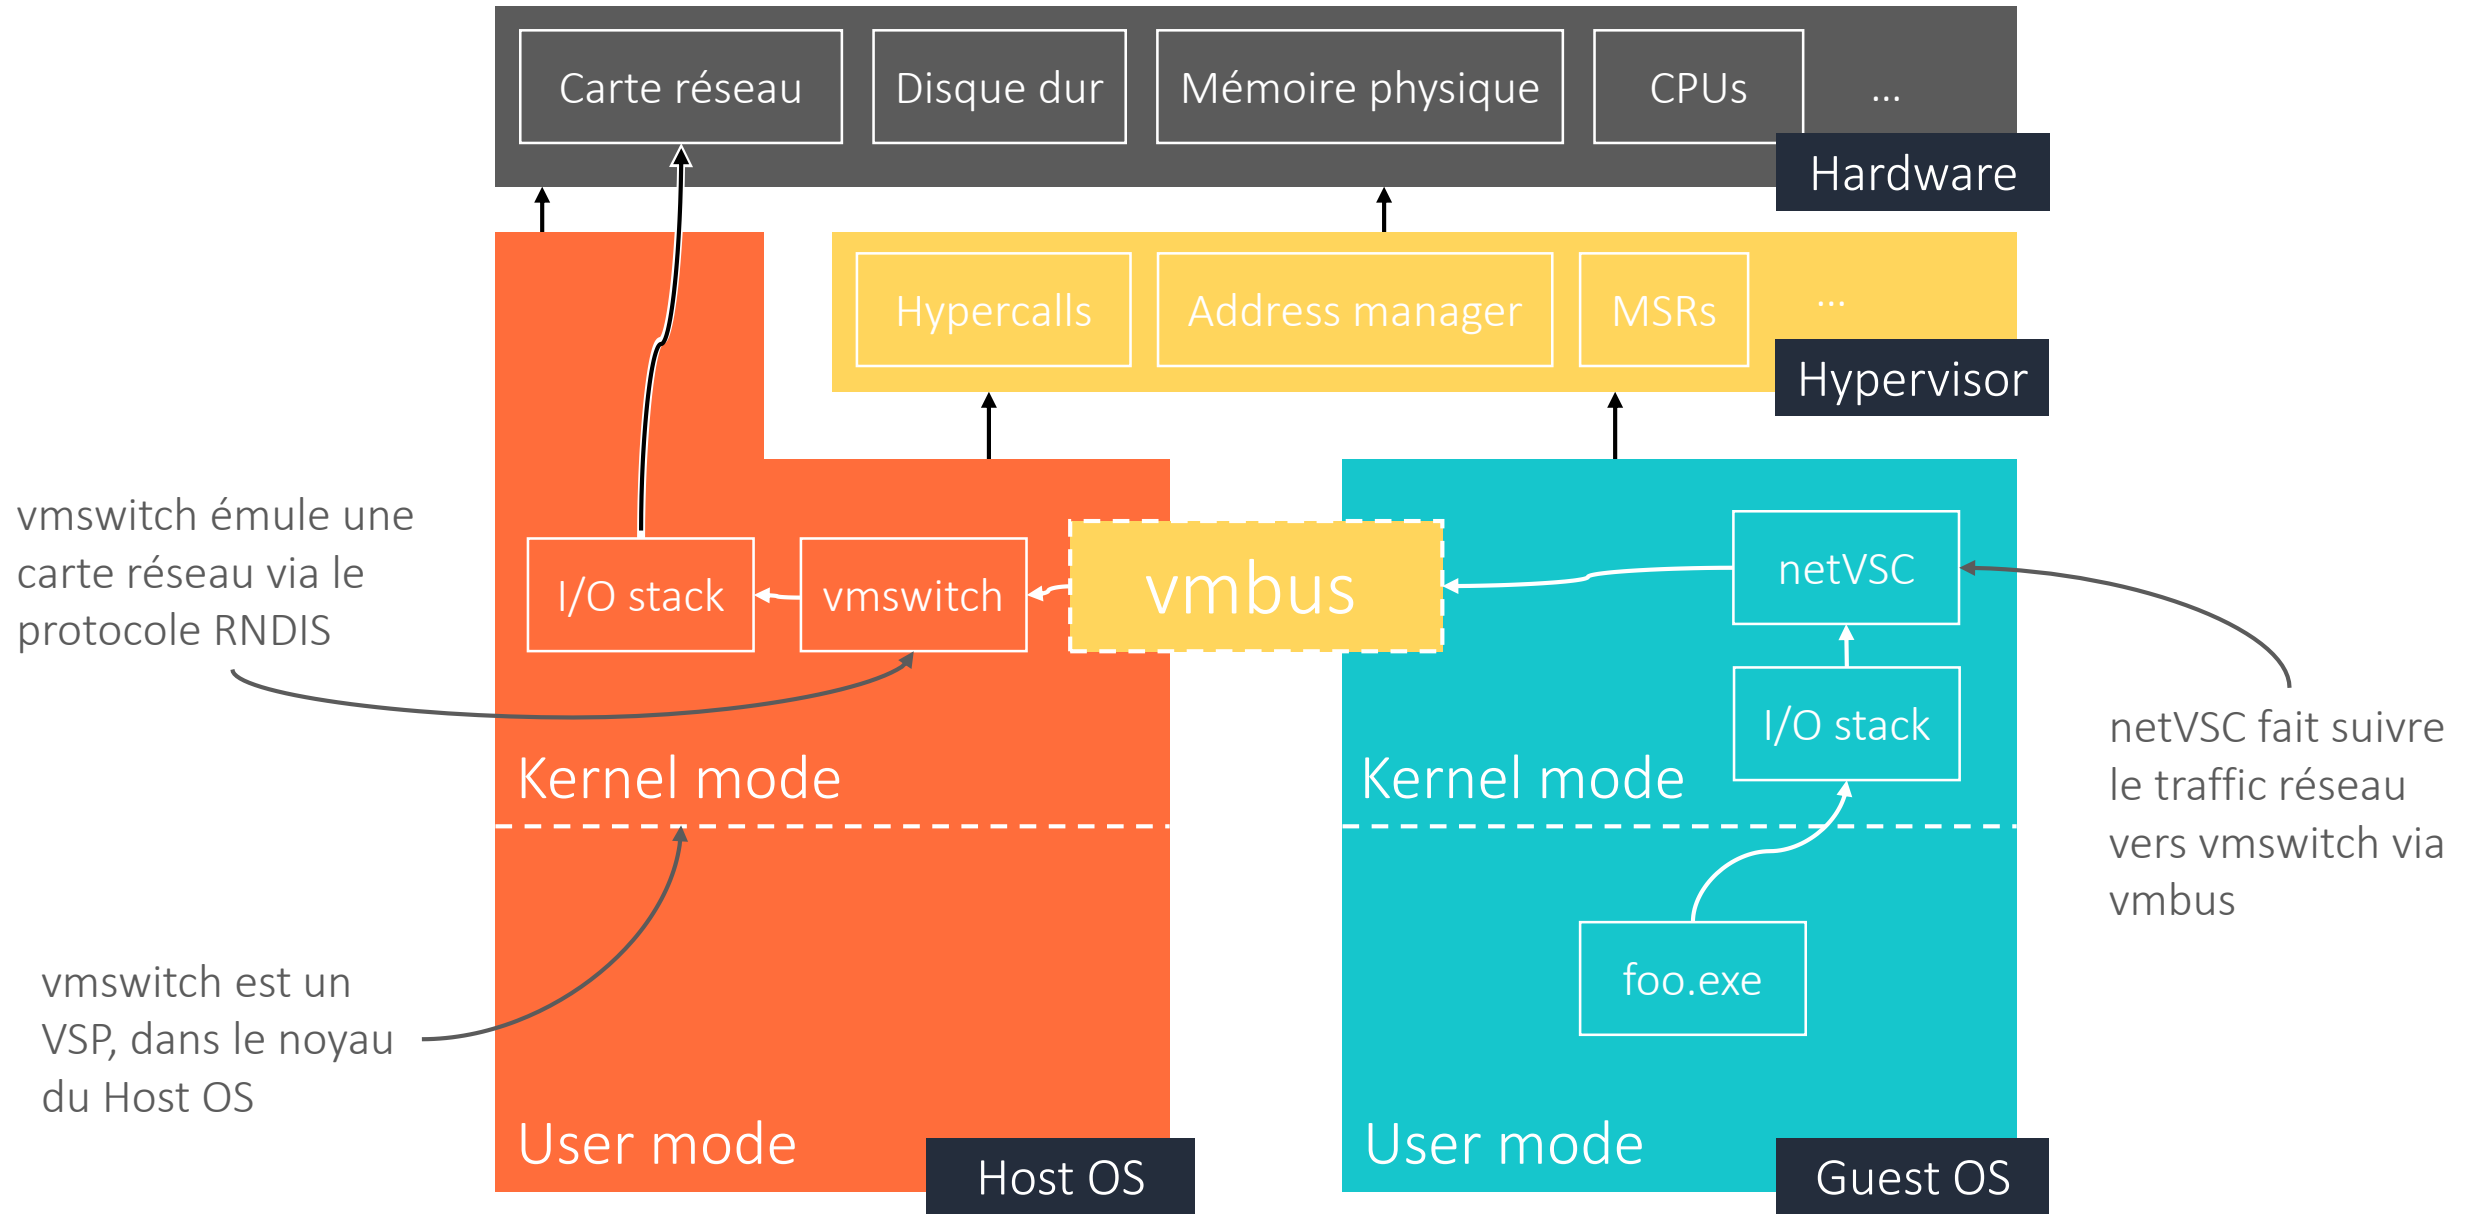 Carte réseau
Disque dur
Mémoire physique
CPUs
...
Hardware
Hypercalls
Address manager
MSRs
...
Hypervisor
vmswitch émule une
carte réseau via le
protocole RNDIS
I/O stack
vmswitch
vmbus
netVSC
I/O stack
Kernel mode
Kernel mode
netVSC fait suivre
le traffic réseau
vers vmswitch via
vmbus
foo.exe
vmswitch est un
VSP, dans le noyau
du Host OS
User mode
Host OS
User mode
Guest OS